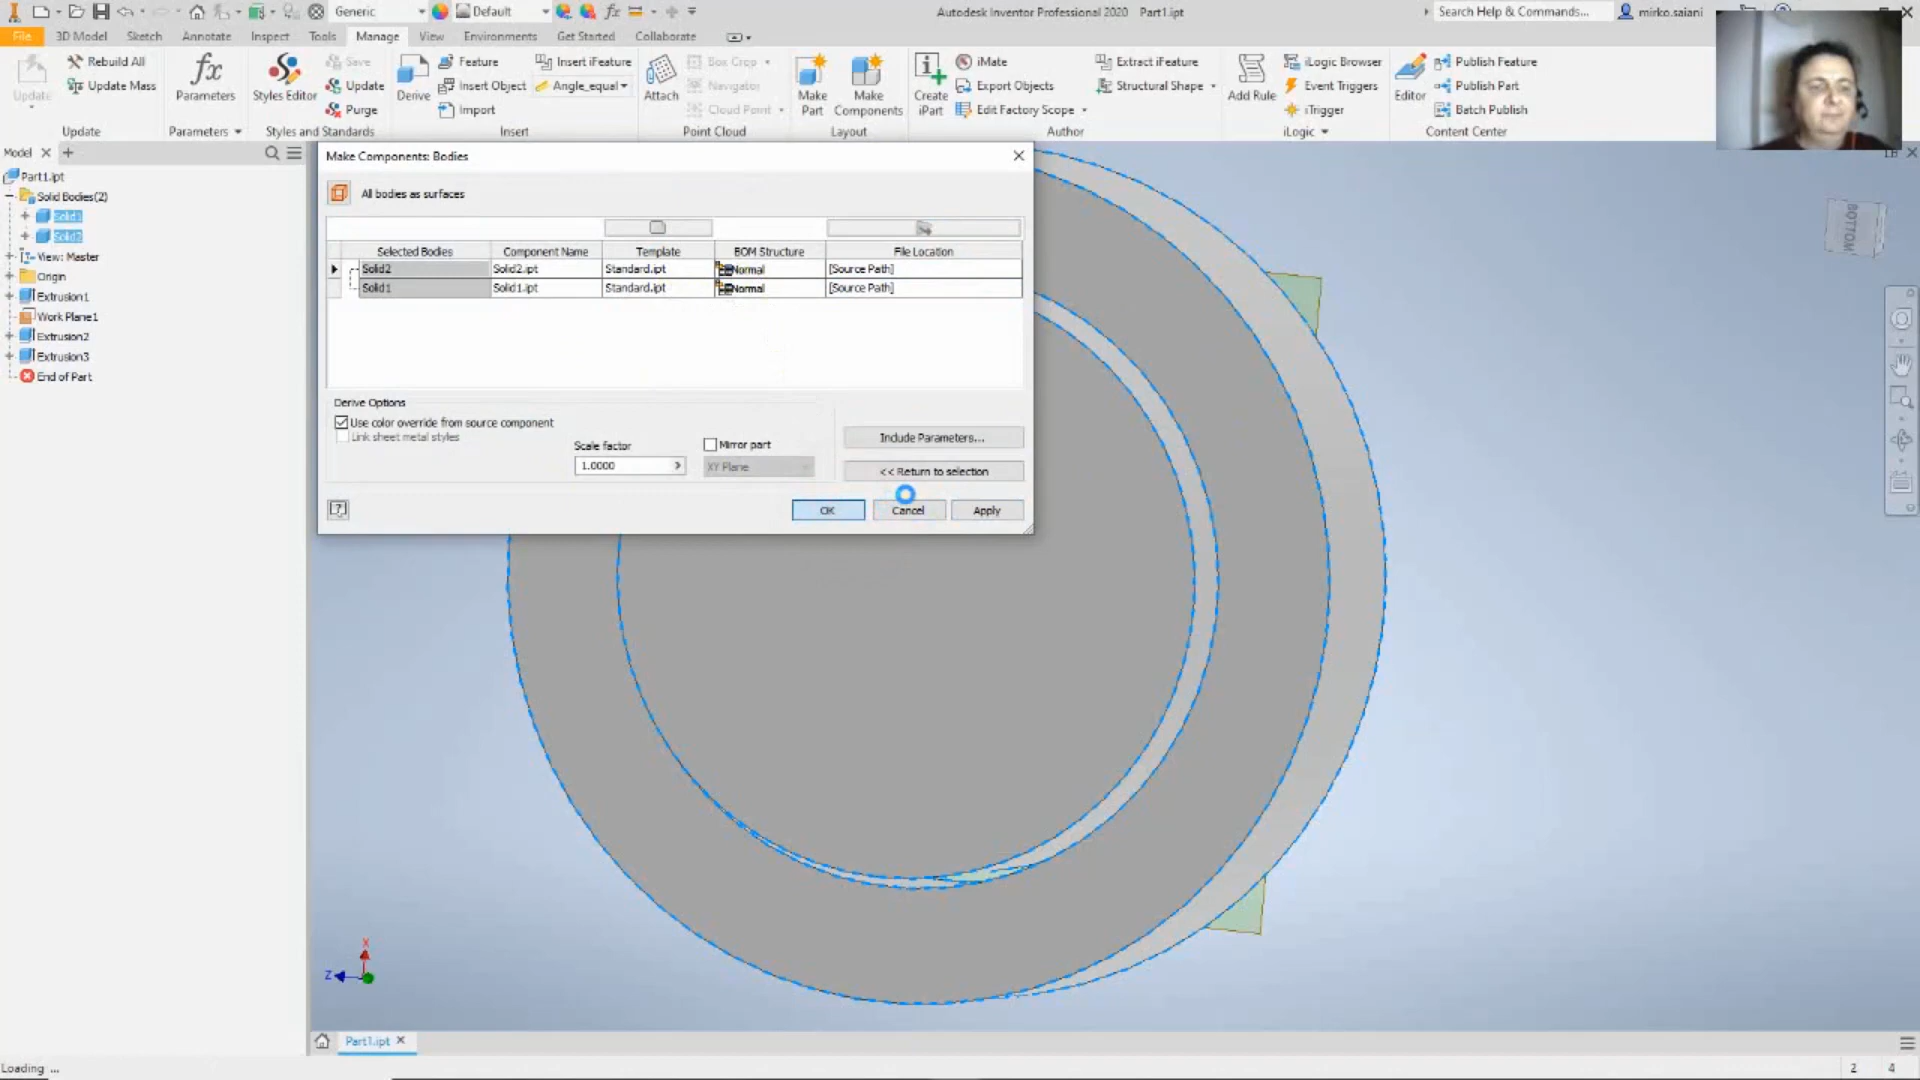 Generic
Default
Autodesk Inventor Professional 2020 Part1.ipt
Search Help & Commands...
mirko.saiani
File 3D Model Sketch Annotate Inspect Tools Manage View Environments Get Started Collaborate
Update
Rebuild All
Update Mass
Update
fx
Parameters
Parameters
Styles Editor
Save
Update
Purge
Styles and Standards
Derive
Feature
Insert Object
Import
Insert iFeature
Angle_equal
Insert
Attach
Box Crop
Navigator
Cloud Point
Point Cloud
Make Part
Make Components
Layout
Create iPart
iMate
Export Objects
Edit Factory Scope
Extract iFeature
Structural Shape
Author
Add Rule
iLogic Browser
Event Triggers
iTrigger
iLogic
Editor
Publish Feature
Publish Part
Batch Publish
Content Center
Model
Part1.ipt
Solid Bodies(2)
Solid1
Solid2
View: Master
Origin
Extrusion1
Work Plane1
Extrusion2
Extrusion3
End of Part
Make Components: Bodies
All bodies as surfaces
Selected Bodies Component Name Template BOM Structure File Location
Solid2 Solid2.ipt Standard.ipt Normal [Source Path]
Solid1 Solid1.ipt Standard.ipt Normal [Source Path]
Derive Options
Use color override from source component
Link sheet metal styles
Scale factor
1.0000
Mirror part
XY Plane
Include Parameters...
<< Return to selection
OK Cancel Apply
BOTTOM
X
Z
Part1.ipt
Loading ...
2 4